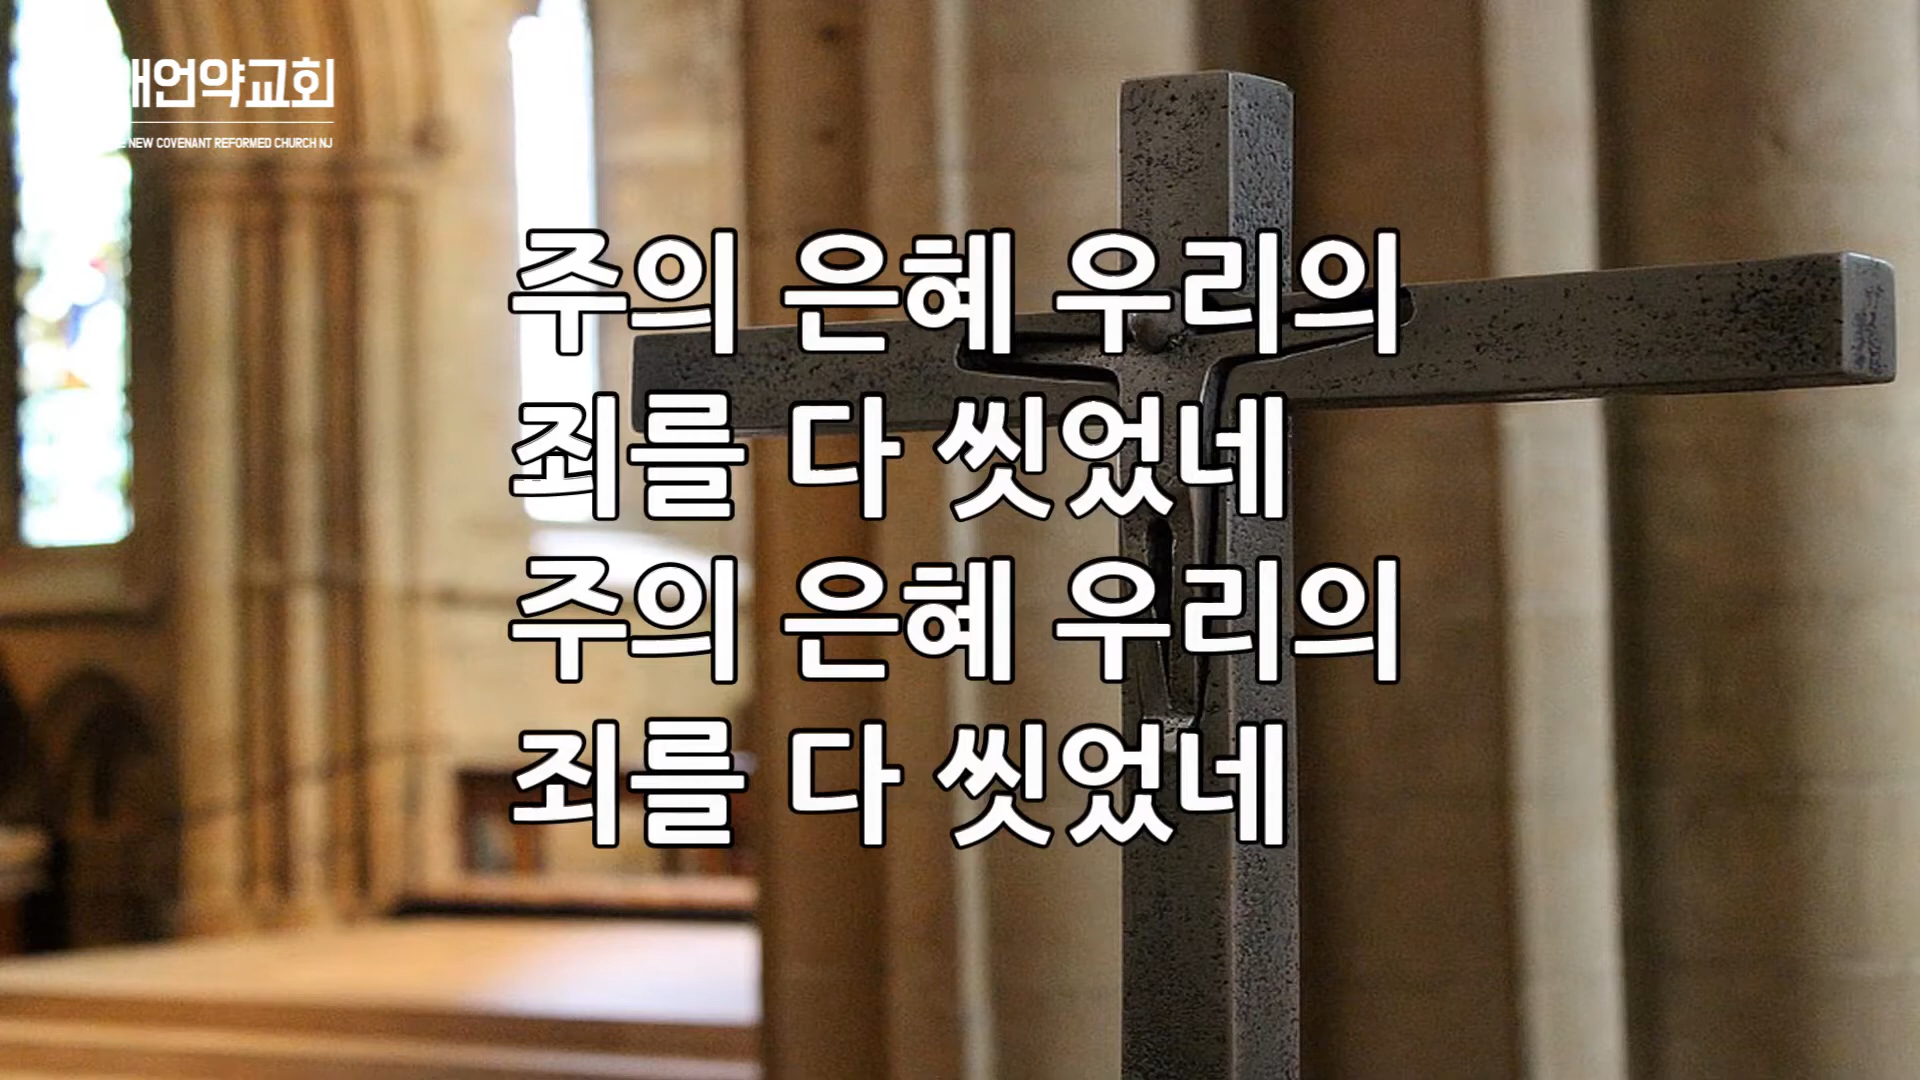 언약교회
NEW COVENANT REFORMED CHURCH NJ
주의 은혜 우리의
죄를 다 씻었네
주의 은혜 우리의
죄를 다 씻었네